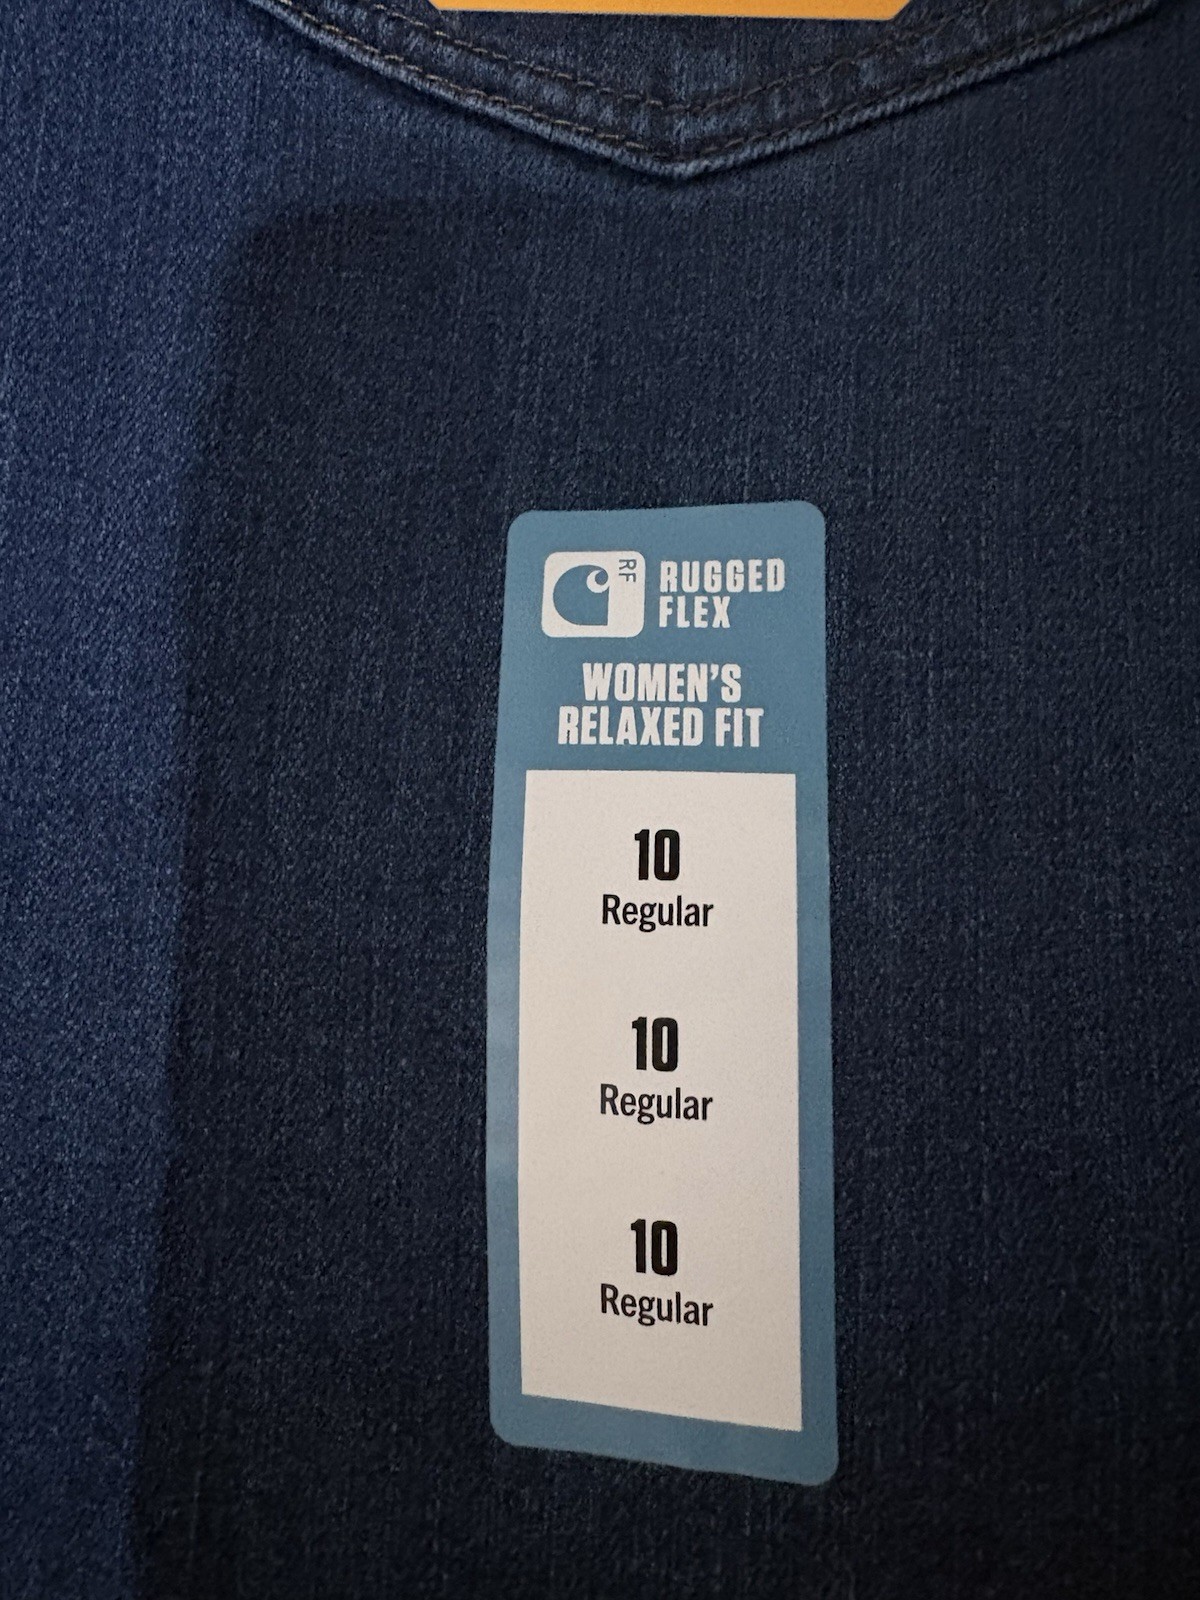 RF
RUGGED
FLEX
WOMEN'S
RELAXED FIT
10
Regular
10
Regular
10
Regular